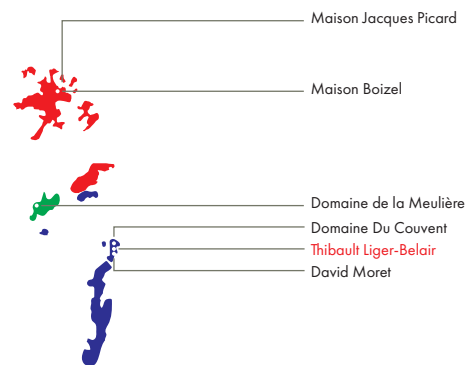 Maison Jacques Picard
Maison Boizel
Domaine de la Meulière
Domaine Du Couvent
Thibault Liger-Belair
David Moret